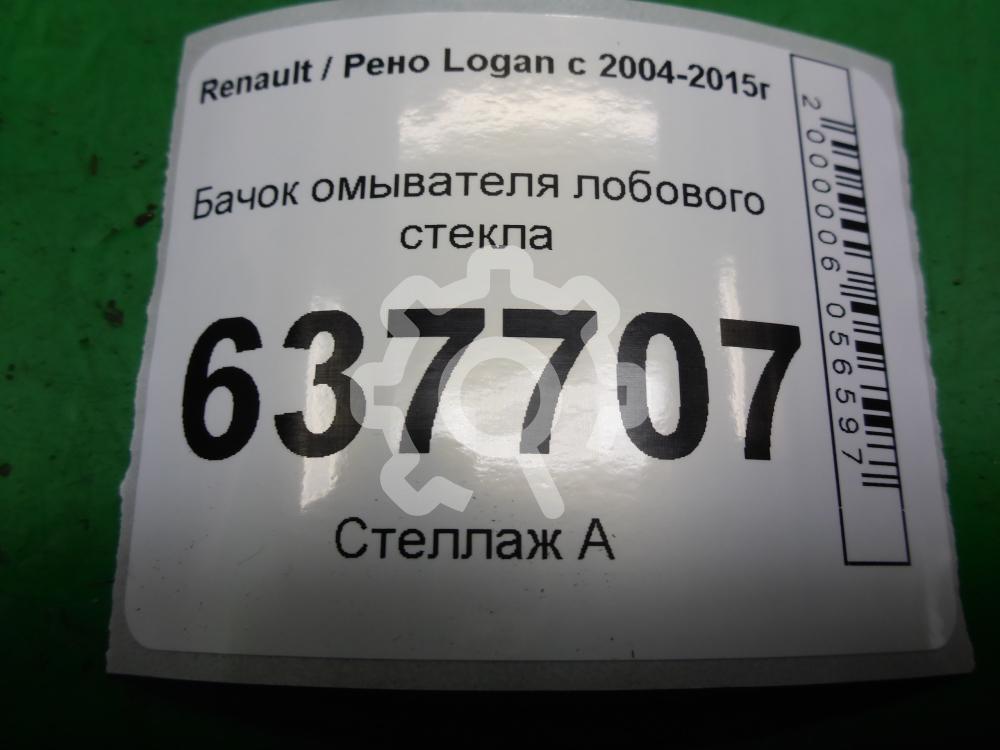 Renault / Рено Logan с 2004-2015г
Бачок омывателя лобового
стекла
637707
Стеллаж А
2000006056597